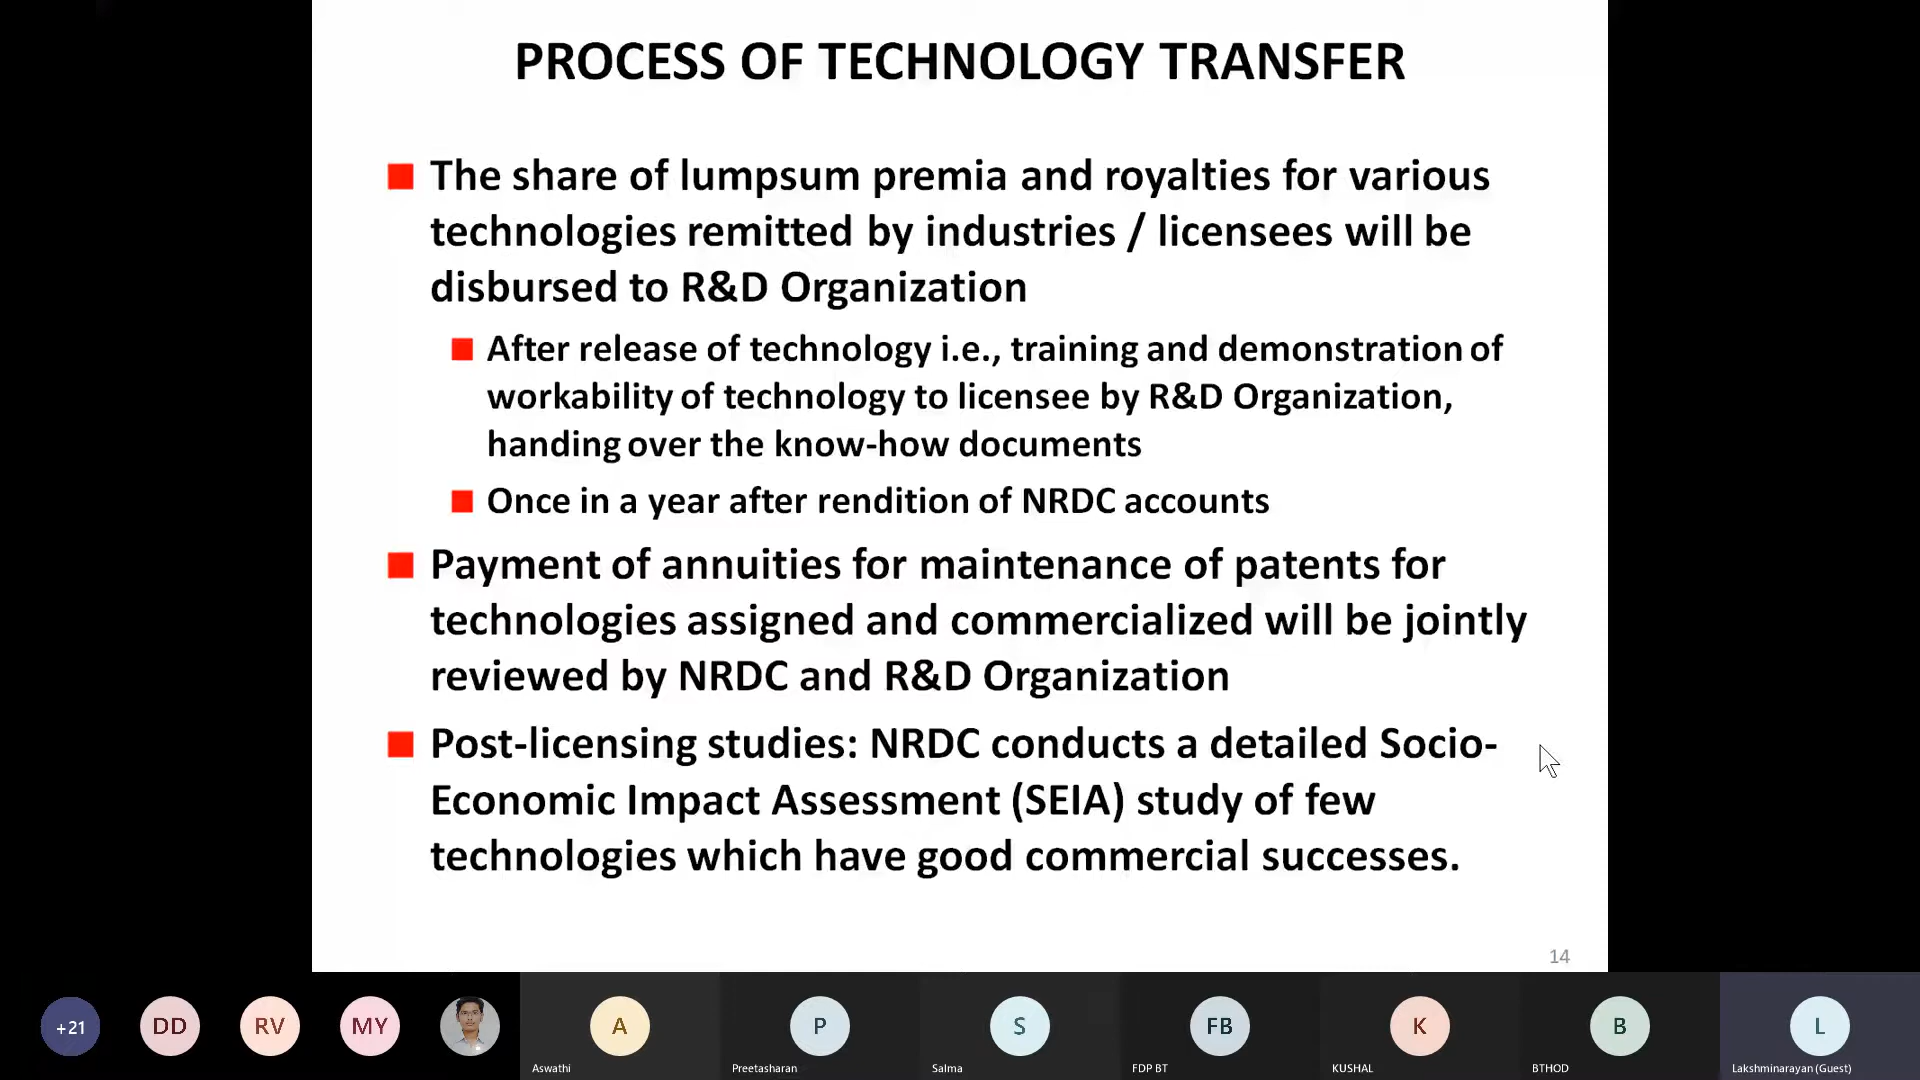 PROCESS OF TECHNOLOGY TRANSFER
The share of lumpsum premia and royalties for various
technologies remitted by industries / licensees will be
disbursed to R&D Organization
After release of technology i.e., training and demonstration of
workability of technology to licensee by R&D Organization,
handing over the know-how documents
Once in a year after rendition of NRDC accounts
Payment of annuities for maintenance of patents for
technologies assigned and commercialized will be jointly
reviewed by NRDC and R&D Organization
Post-licensing studies: NRDC conducts a detailed Socio-
Economic Impact Assessment (SEIA) study of few
technologies which have good commercial successes.
14
+21 DD RV MY A P S FB K B L
Aswathi Preetasharan Salma FDP BT KUSHAL BTHOD Lakshminarayan (Guest)